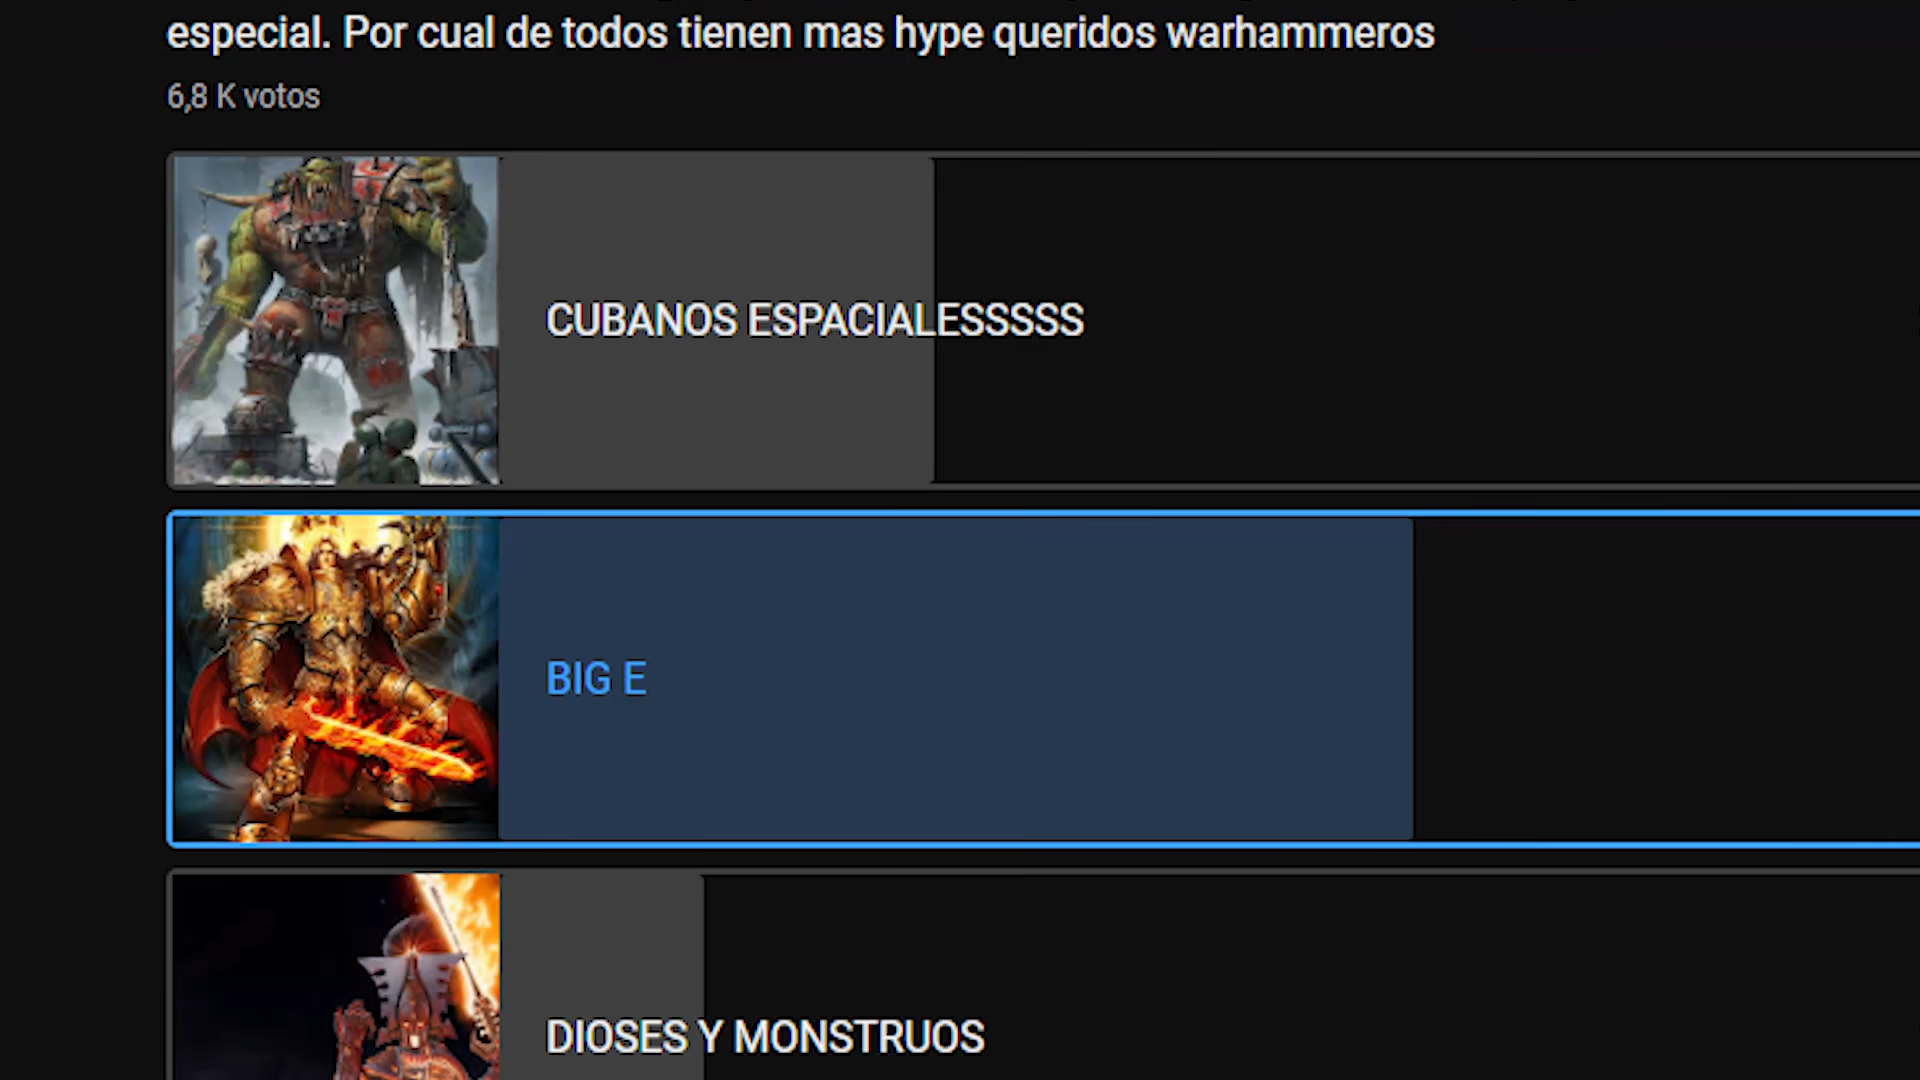 especial. Por cual de todos tienen mas hype queridos warhammeros
6,8 K votos
CUBANOS ESPACIALESSSSS
BIG E
DIOSES Y MONSTRUOS